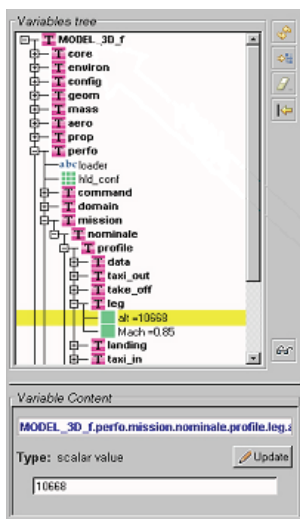 Variables tree
T MODEL_3D_f
T core
T environ
T config
T geom
T mass
T aero
T prop
T perfo
abc loader
hld_conf
T command
T domain
T mission
T nominale
T profile
T data
T taxi_out
T take_off
T leg
alt =10668
Mach =0.85
T landing
T taxi_in
Variable Content
MODEL_3D_f.perfo.mission.nominale.profile.leg.a
Type: scalar value
Update
10668